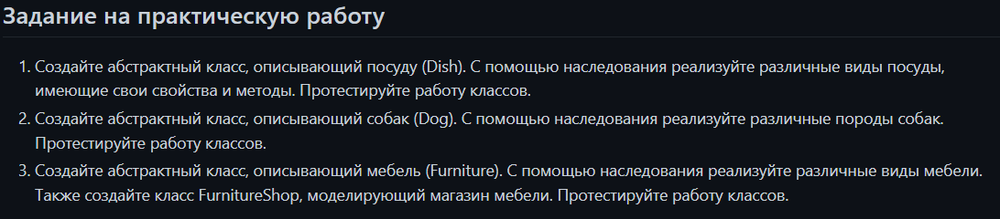 Задание на практическую работу
1. Создайте абстрактный класс, описывающий посуду (Dish). С помощью наследования реализуйте различные виды посуды,
имеющие свои свойства и методы. Протестируйте работу классов.
2. Создайте абстрактный класс, описывающий собак (Dog). С помощью наследования реализуйте различные породы собак.
Протестируйте работу классов.
3. Создайте абстрактный класс, описывающий мебель (Furniture). С помощью наследования реализуйте различные виды мебели.
Также создайте класс FurnitureShop, моделирующий магазин мебели. Протестируйте работу классов.